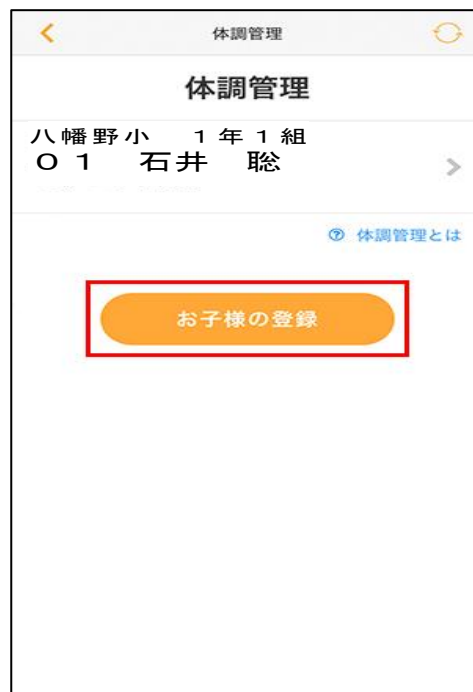 体調管理
体調管理
八幡野小　１年１組
０１　石井　聡
? 体調管理とは
お子様の登録